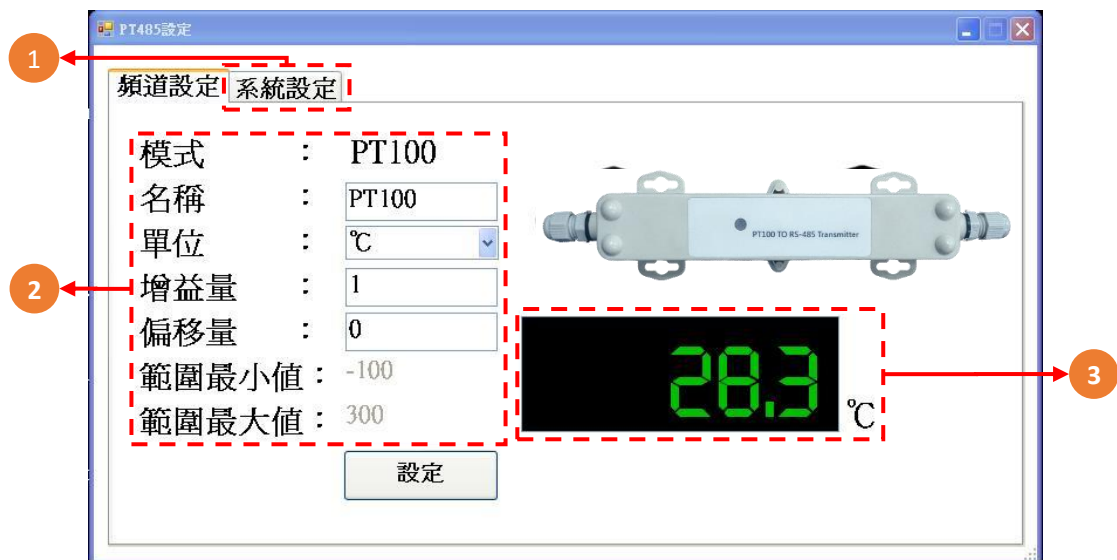 PT485設定
1
頻道設定 系統設定
模式 : PT100
名稱 : PT100
單位 : ℃
增益量 : 1
偏移量 : 0
範圍最小值 : -100
範圍最大值 : 300
設定
2
PT100 TO RS-485 Transmitter
28.3 ℃
3